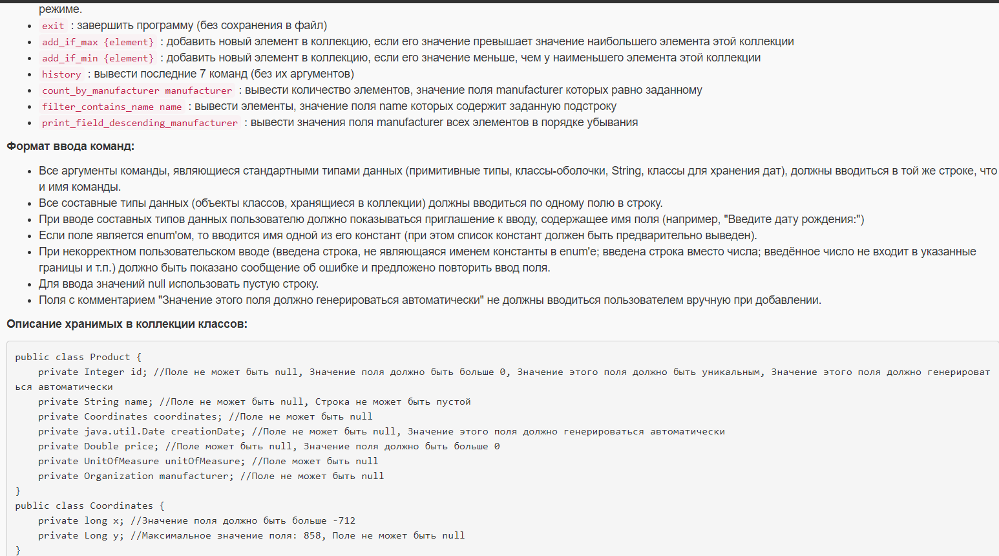 режиме.
exit : завершить программу (без сохранения в файл)
add_if_max {element} : добавить новый элемент в коллекцию, если его значение превышает значение наибольшего элемента этой коллекции
add_if_min {element} : добавить новый элемент в коллекцию, если его значение меньше, чем у наименьшего элемента этой коллекции
history : вывести последние 7 команд (без их аргументов)
count_by_manufacturer manufacturer : вывести количество элементов, значение поля manufacturer которых равно заданному
filter_contains_name name : вывести элементы, значение поля name которых содержит заданную подстроку
print_field_descending_manufacturer : вывести значения поля manufacturer всех элементов в порядке убывания
Формат ввода команд:
Все аргументы команды, являющиеся стандартными типами данных (примитивные типы, классы-оболочки, String, классы для хранения дат), должны вводиться в той же строке, что
и имя команды.
Все составные типы данных (объекты классов, хранящиеся в коллекции) должны вводиться по одному полю в строку.
При вводе составных типов данных пользователю должно показываться приглашение к вводу, содержащее имя поля (например, "Введите дату рождения:")
Если поле является enum'ом, то вводится имя одной из его констант (при этом список констант должен быть предварительно выведен).
При некорректном пользовательском вводе (введена строка, не являющаяся именем константы в enum'е; введена строка вместо числа; введённое число не входит в указанные
границы и т.п.) должно быть показано сообщение об ошибке и предложено повторить ввод поля.
Для ввода значений null использовать пустую строку.
Поля с комментарием "Значение этого поля должно генерироваться автоматически" не должны вводиться пользователем вручную при добавлении.
Описание хранимых в коллекции классов:
public class Product {
private Integer id; //Поле не может быть null, Значение поля должно быть больше 0, Значение этого поля должно быть уникальным, Значение этого поля должно генерироват
ься автоматически
private String name; //Поле не может быть null, Строка не может быть пустой
private Coordinates coordinates; //Поле не может быть null
private java.util.Date creationDate; //Поле не может быть null, Значение этого поля должно генерироваться автоматически
private Double price; //Поле может быть null, Значение поля должно быть больше 0
private UnitOfMeasure unitOfMeasure; //Поле может быть null
private Organization manufacturer; //Поле не может быть null
}
public class Coordinates {
private long x; //Значение поля должно быть больше -712
private Long y; //Максимальное значение поля: 858, Поле не может быть null
}